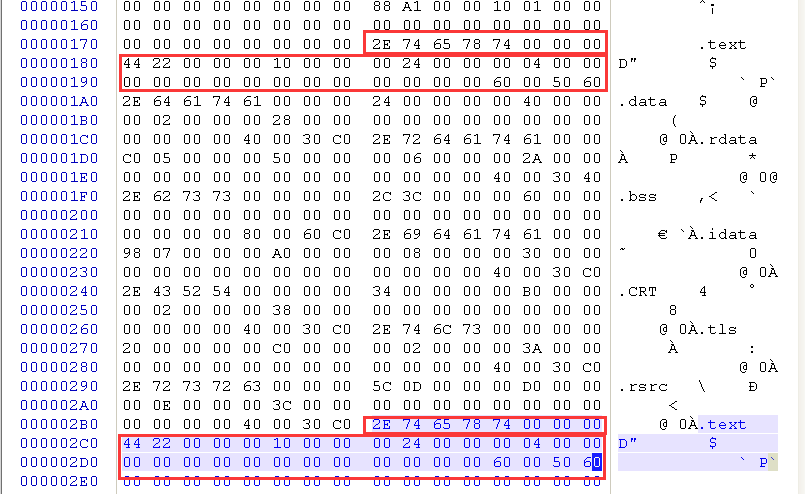 00000150 00 00 00 00 00 00 00 00 88 A1 00 00 10 01 00 00 ˆ¡
00000160 00 00 00 00 00 00 00 00 00 00 00 00 00 00 00 00
00000170 00 00 00 00 00 00 00 00 2E 74 65 78 74 00 00 00 .text
00000180 44 22 00 00 00 10 00 00 00 24 00 00 00 04 00 00 D" $
00000190 00 00 00 00 00 00 00 00 00 00 00 00 60 00 50 60 ` P`
000001A0 2E 64 61 74 61 00 00 00 24 00 00 00 00 40 00 00 .data $ @
000001B0 00 02 00 00 00 28 00 00 00 00 00 00 00 00 00 00 (
000001C0 00 00 00 00 40 00 30 C0 2E 72 64 61 74 61 00 00 @ 0À.rdata
000001D0 C0 05 00 00 00 50 00 00 00 06 00 00 00 2A 00 00 À P *
000001E0 00 00 00 00 00 00 00 00 00 00 00 00 40 00 30 40 @ 0@
000001F0 2E 62 73 73 00 00 00 00 2C 3C 00 00 00 60 00 00 .bss ,< `
00000200 00 00 00 00 00 00 00 00 00 00 00 00 00 00 00 00
00000210 00 00 00 00 80 00 60 C0 2E 69 64 61 74 61 00 00 € `À.idata
00000220 98 07 00 00 00 A0 00 00 00 08 00 00 00 30 00 00 ˜ 0
00000230 00 00 00 00 00 00 00 00 00 00 00 00 40 00 30 C0 @ 0À
00000240 2E 43 52 54 00 00 00 00 34 00 00 00 00 B0 00 00 .CRT 4 °
00000250 00 02 00 00 00 38 00 00 00 00 00 00 00 00 00 00 8
00000260 00 00 00 00 40 00 30 C0 2E 74 6C 73 00 00 00 00 @ 0À.tls
00000270 20 00 00 00 00 C0 00 00 00 02 00 00 00 3A 00 00 À :
00000280 00 00 00 00 00 00 00 00 00 00 00 00 40 00 30 C0 @ 0À
00000290 2E 72 73 72 63 00 00 00 5C 0D 00 00 00 D0 00 00 .rsrc \ Ð
000002A0 00 0E 00 00 00 3C 00 00 00 00 00 00 00 00 00 00 <
000002B0 00 00 00 00 40 00 30 C0 2E 74 65 78 74 00 00 00 @ 0À.text
000002C0 44 22 00 00 00 10 00 00 00 24 00 00 00 04 00 00 D" $
000002D0 00 00 00 00 00 00 00 00 00 00 00 00 60 00 50 60 ` P`
000002E0 00 00 00 00 00 00 00 00 00 00 00 00 00 00 00 00